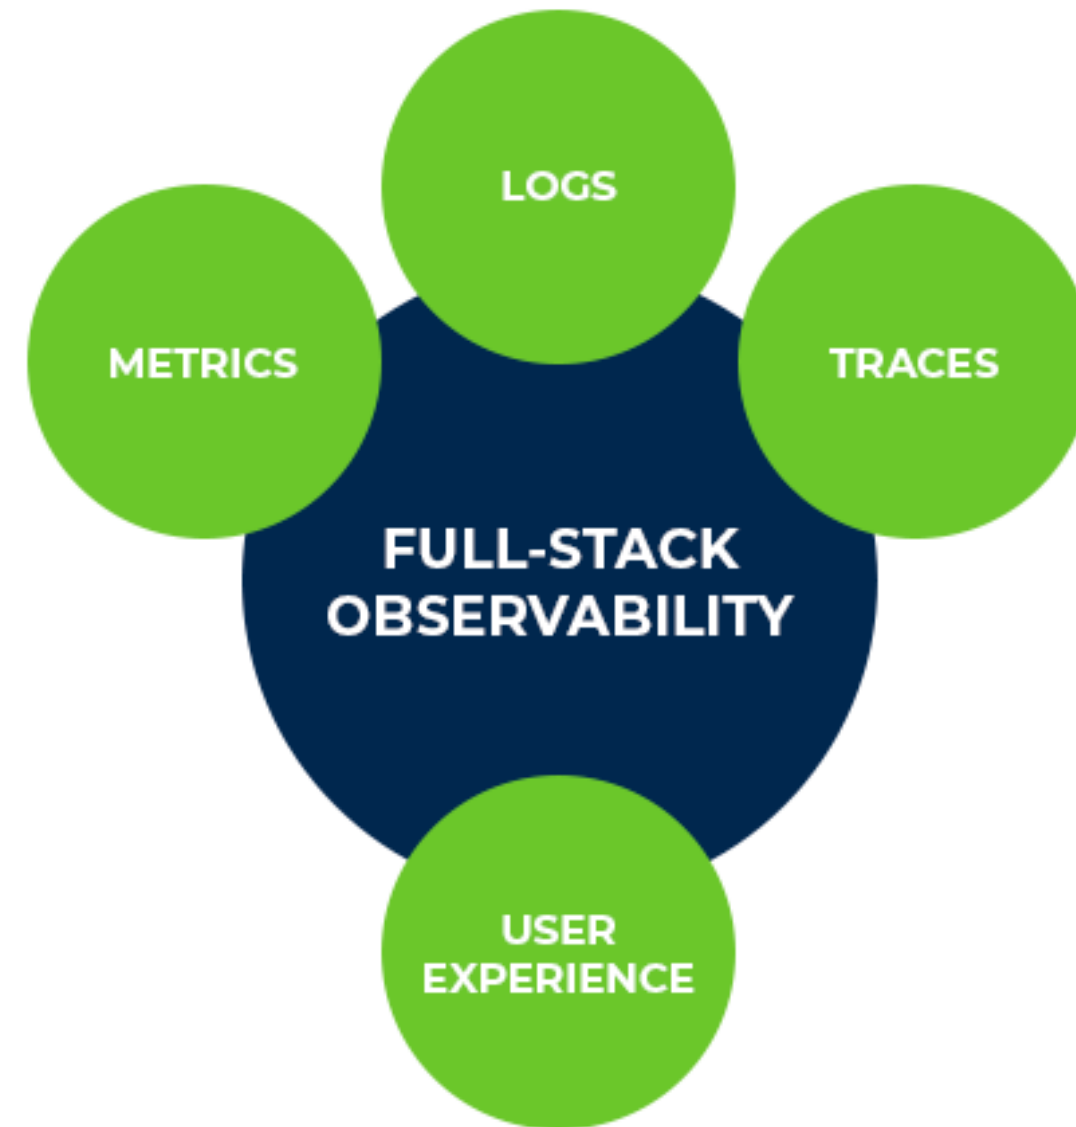 LOGS
METRICS
TRACES
FULL-STACK
OBSERVABILITY
USER
EXPERIENCE